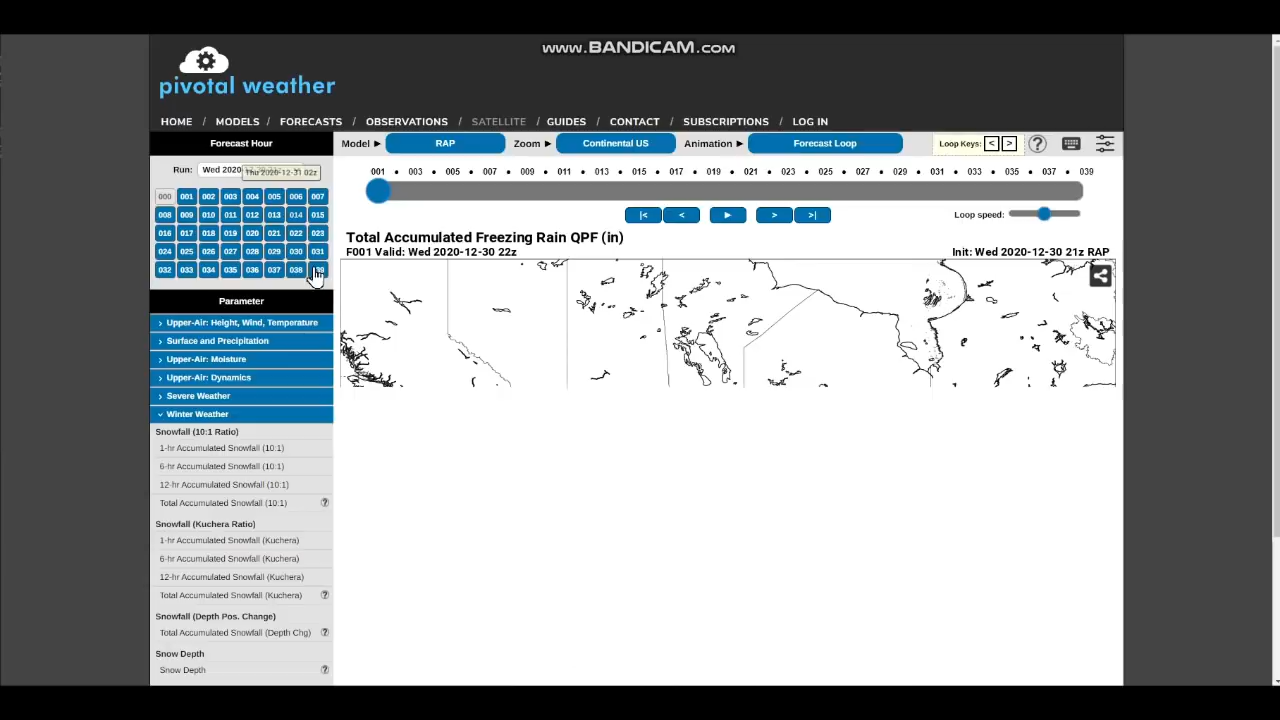 www.BANDICAM.com
pivotal weather
HOME / MODELS / FORECASTS / OBSERVATIONS / SATELLITE / GUIDES / CONTACT / SUBSCRIPTIONS / LOG IN
Forecast Hour
Model ▶ RAP Zoom ▶ Continental US Animation ▶ Forecast Loop Loop Keys: < > ?
Run: Wed 2020
Thu 2020-12-31 02z
001 • 003 • 005 • 007 • 009 • 011 • 013 • 015 • 017 • 019 • 021 • 023 • 025 • 027 • 029 • 031 • 033 • 035 • 037 • 039
000 001 002 003 004 005 006 007
008 009 010 011 012 013 014 015
016 017 018 019 020 021 022 023
024 025 026 027 028 029 030 031
032 033 034 035 036 037 038
|< < ▶ > >| Loop speed:
Total Accumulated Freezing Rain QPF (in)
F001 Valid: Wed 2020-12-30 22z Init: Wed 2020-12-30 21z RAP
Parameter
› Upper-Air: Height, Wind, Temperature
› Surface and Precipitation
› Upper-Air: Moisture
› Upper-Air: Dynamics
› Severe Weather
Winter Weather
Snowfall (10:1 Ratio)
1-hr Accumulated Snowfall (10:1)
6-hr Accumulated Snowfall (10:1)
12-hr Accumulated Snowfall (10:1)
Total Accumulated Snowfall (10:1) ?
Snowfall (Kuchera Ratio)
1-hr Accumulated Snowfall (Kuchera)
6-hr Accumulated Snowfall (Kuchera)
12-hr Accumulated Snowfall (Kuchera)
Total Accumulated Snowfall (Kuchera) ?
Snowfall (Depth Pos. Change)
Total Accumulated Snowfall (Depth Chg) ?
Snow Depth
Snow Depth ?